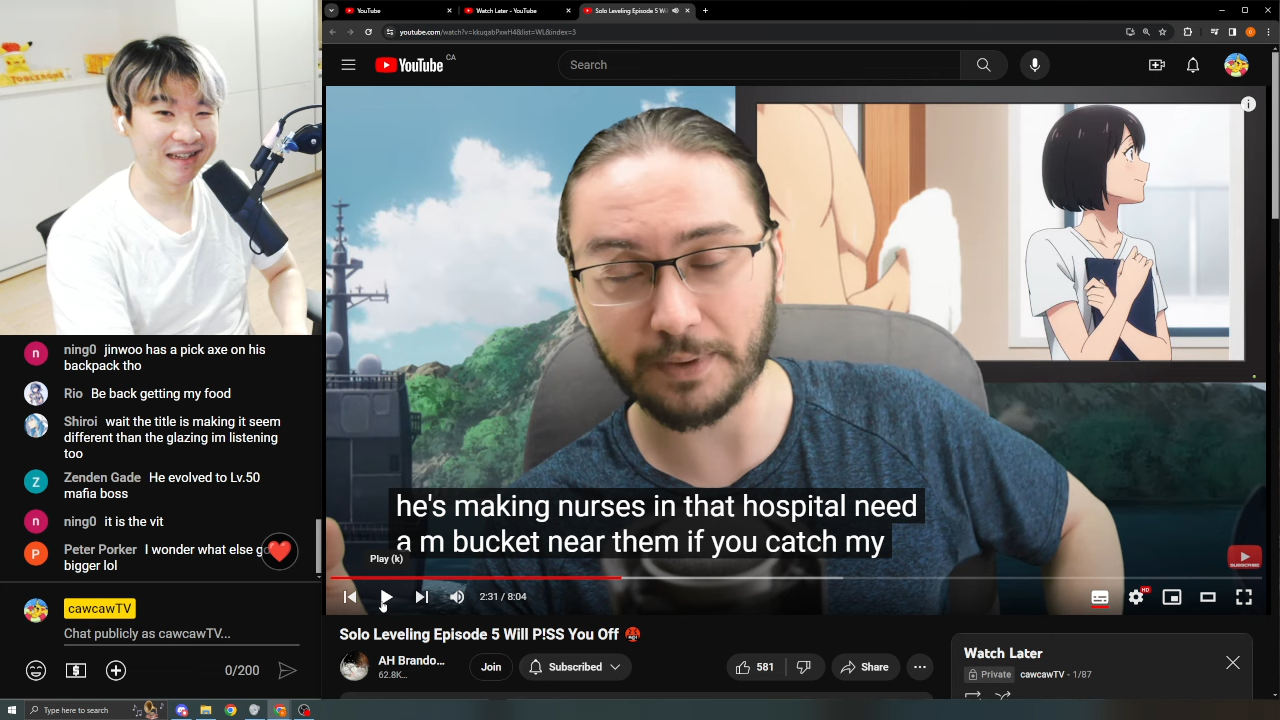 YouTube
Watch Later - YouTube
Solo Leveling Episode 5 W
youtube.com/watch?v=kkuqabPxwH4&list=WL&index=3
YouTube CA
Search
ning0 jinwoo has a pick axe on his
backpack tho
Rio Be back getting my food
Shiroi wait the title is making it seem
different than the glazing im listening
too
Zenden Gade He evolved to Lv.50
mafia boss
ning0 it is the vit
Peter Porker I wonder what else g
bigger lol
cawcawTV
Chat publicly as cawcawTV...
0/200
he's making nurses in that hospital need
a m bucket near them if you catch my
Play (k)
SUBSCRIBE
2:31 / 8:04
HD
Solo Leveling Episode 5 Will P!SS You Off
AH Brando...
62.8K...
Join
Subscribed
581
Share
Watch Later
Private cawcawTV - 1/87
Type here to search